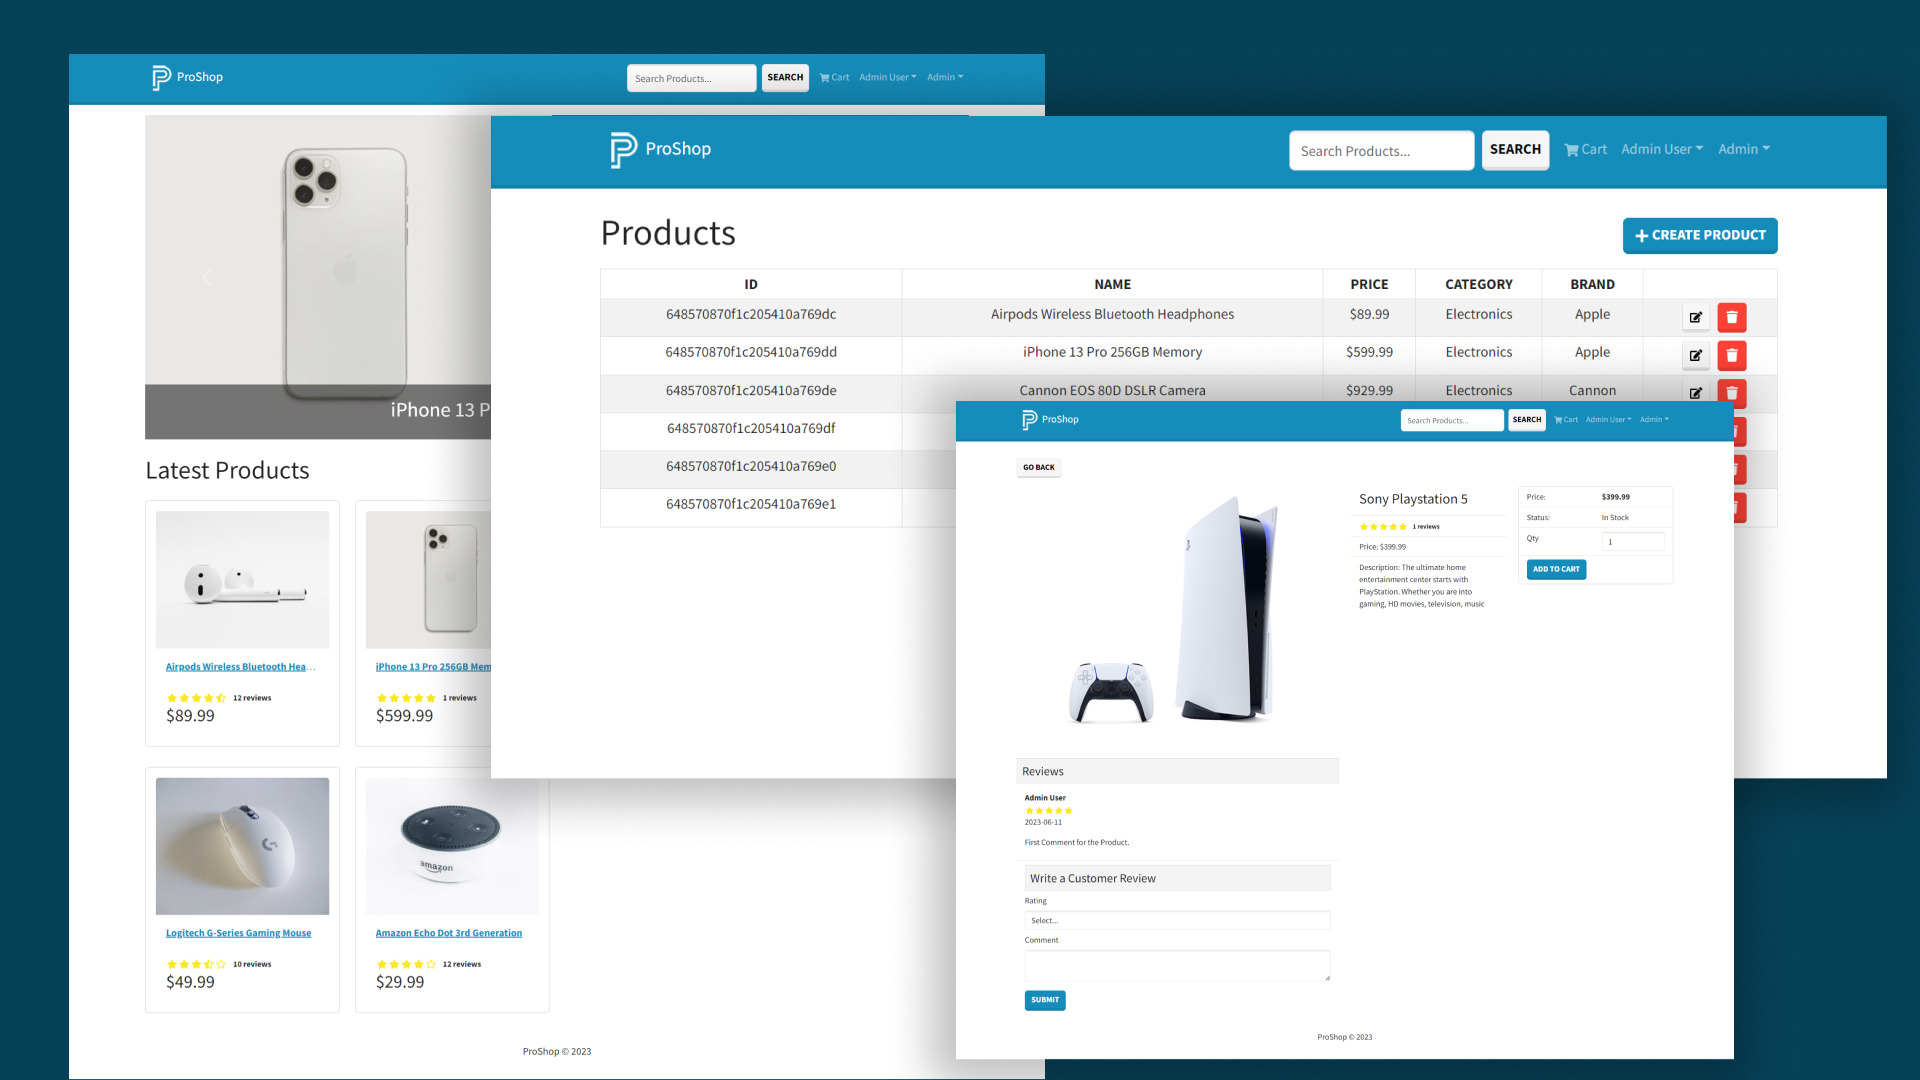 ProShop
Search Products...
SEARCH
Cart
Admin User
Admin
iPhone 13 P
Latest Products
Airpods Wireless Bluetooth Hea...
12 reviews
$89.99
iPhone 13 Pro 256GB Mem
1 reviews
$599.99
Logitech G-Series Gaming Mouse
10 reviews
$49.99
amazon
Amazon Echo Dot 3rd Generation
12 reviews
$29.99
ProShop © 2023
ProShop
Search Products...
SEARCH
Cart
Admin User
Admin
Products
CREATE PRODUCT
ID NAME PRICE CATEGORY BRAND
648570870f1c205410a769dc Airpods Wireless Bluetooth Headphones $89.99 Electronics Apple
648570870f1c205410a769dd iPhone 13 Pro 256GB Memory $599.99 Electronics Apple
648570870f1c205410a769de Cannon EOS 80D DSLR Camera $929.99 Electronics Cannon
648570870f1c205410a769df
648570870f1c205410a769e0
648570870f1c205410a769e1
ProShop
Search Products...
SEARCH
Cart
Admin User
Admin
GO BACK
Sony Playstation 5
1 reviews
Price: $399.99
Description: The ultimate home
entertainment center starts with
PlayStation. Whether you are into
gaming, HD movies, television, music
Price: $399.99
Status: In Stock
Qty 1
ADD TO CART
Reviews
Admin User
2023-06-11
First Comment for the Product.
Write a Customer Review
Rating
Select...
Comment
SUBMIT
ProShop © 2023